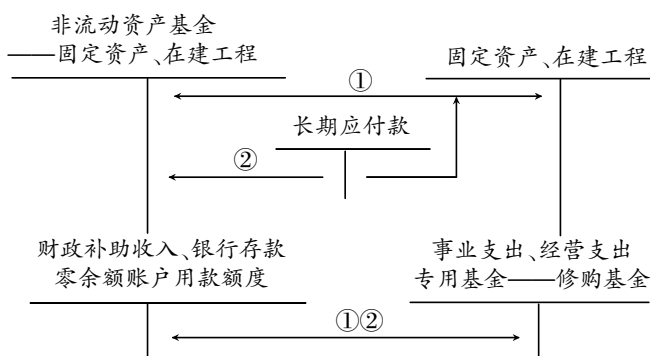 非流动资产基金
——固定资产、在建工程
固定资产、在建工程
①
长期应付款
②
财政补助收入、银行存款
零余额账户用款额度
事业支出、经营支出
专用基金——修购基金
①②